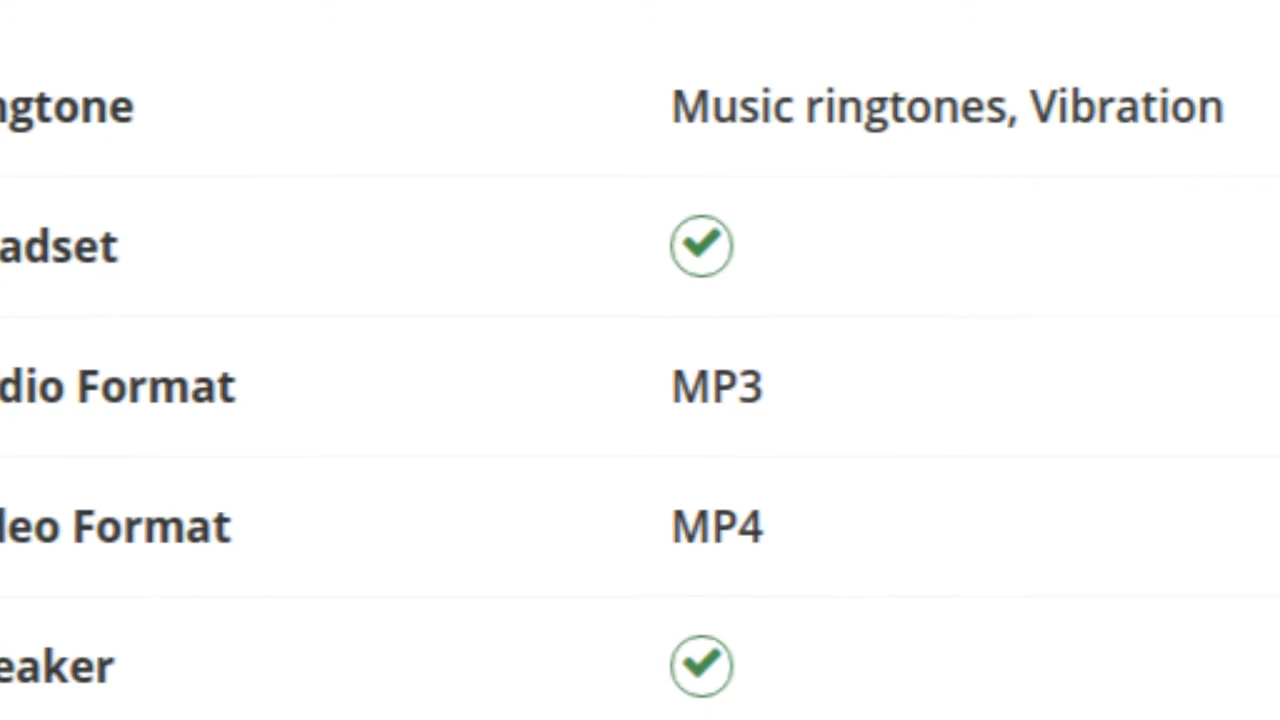 ngtone Music ringtones, Vibration
adset
dio Format MP3
leo Format MP4
eaker